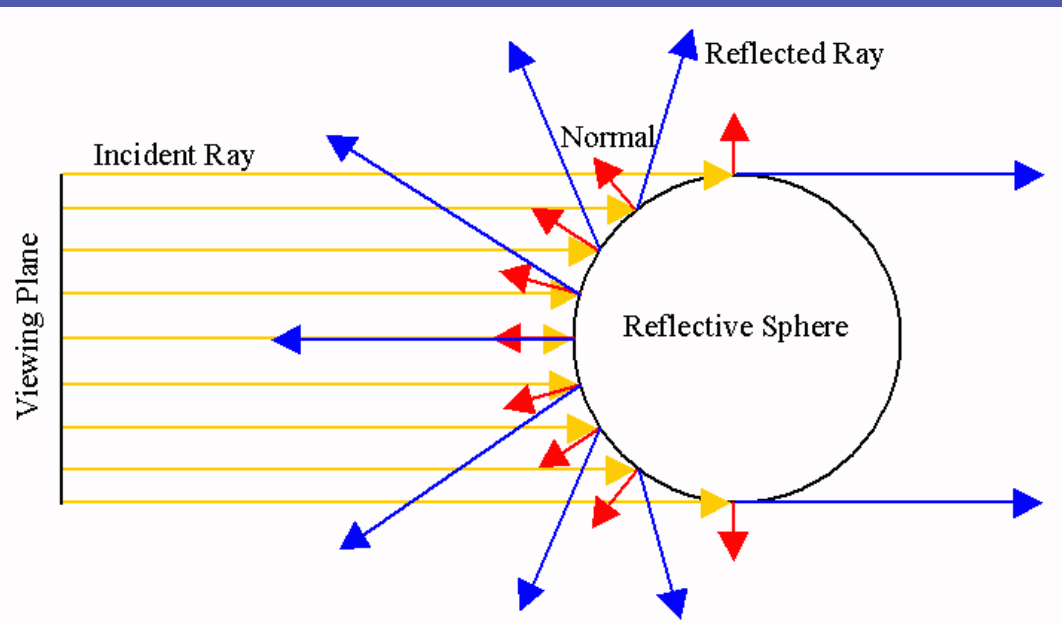 Reflected Ray
Normal
Incident Ray
Viewing Plane
Reflective Sphere